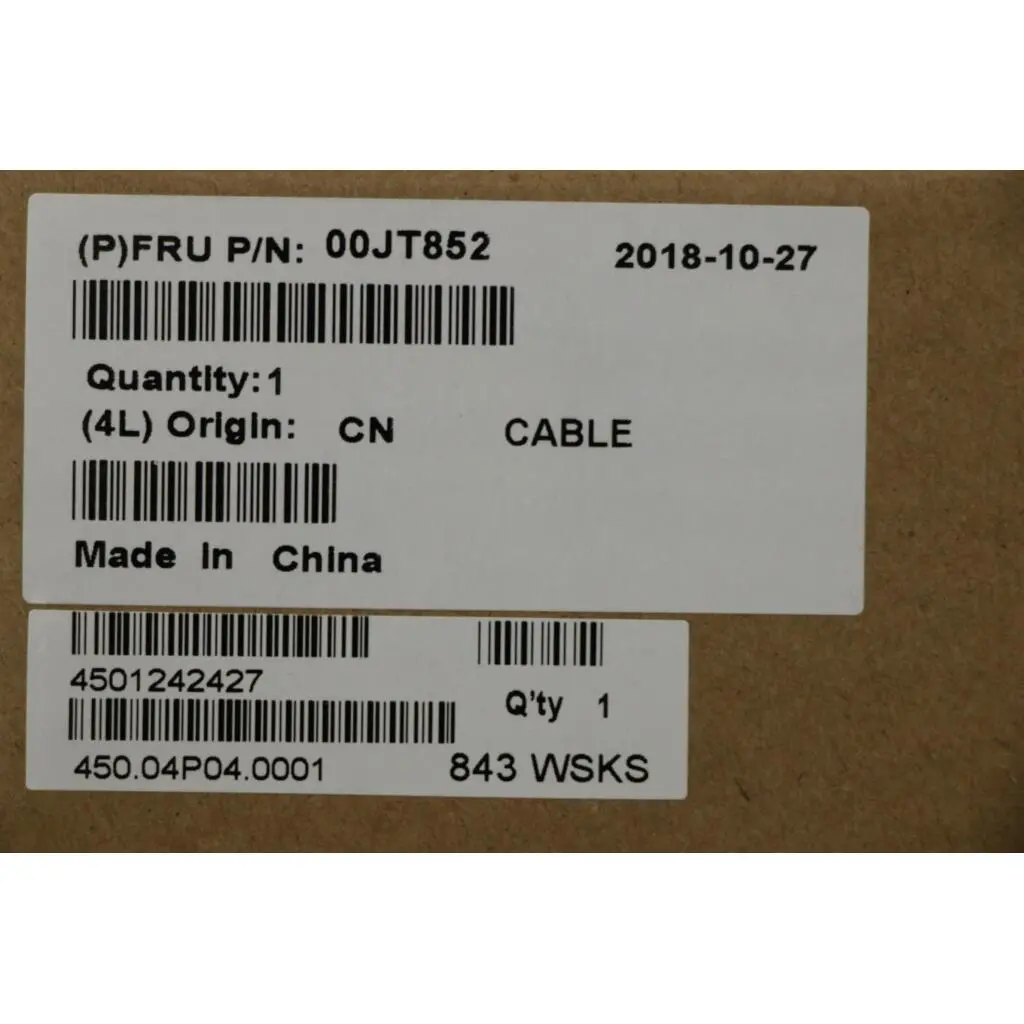 (P)FRU P/N: 00JT852 2018-10-27
Quantity: 1
(4L) Origin: CN CABLE
Made in China
4501242427
Q'ty 1
450.04P04.0001 843 WSKS